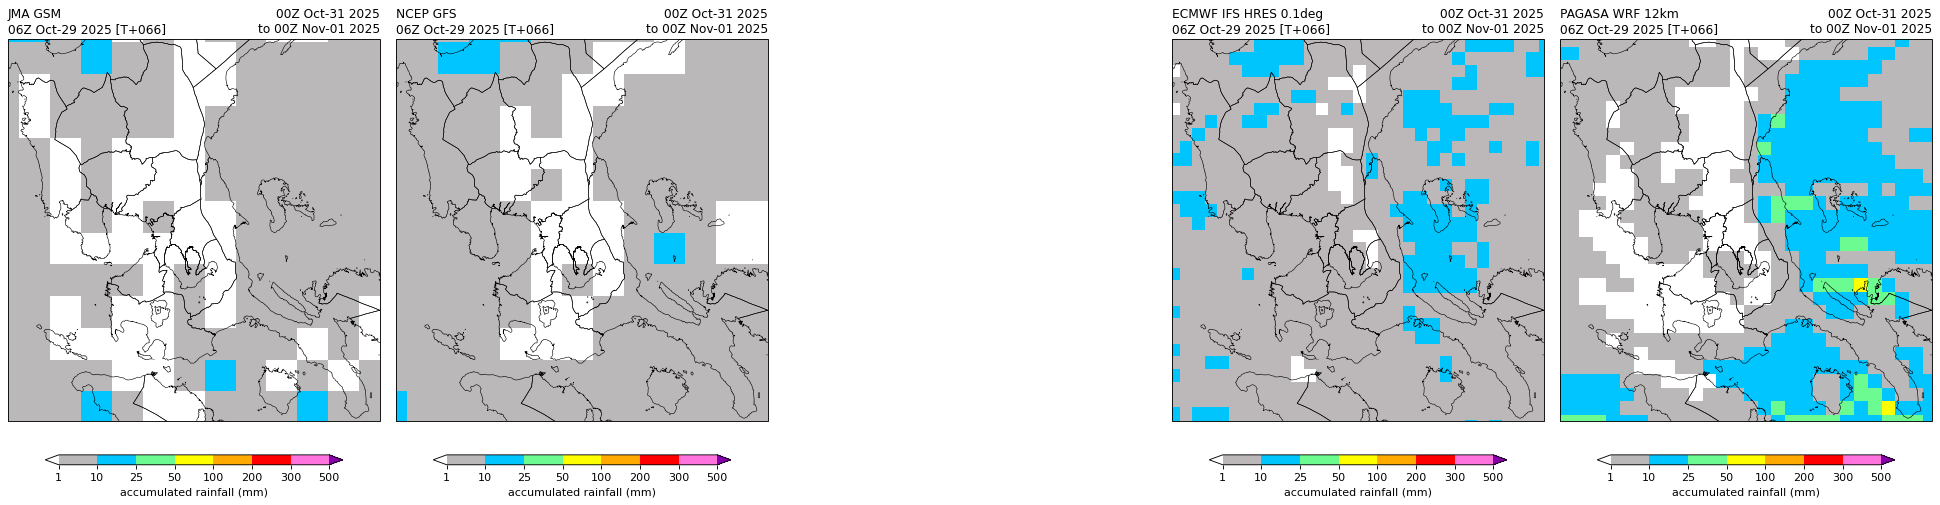 JMA GSM
00Z Oct-31 2025
06Z Oct-29 2025 [T+066]
to 00Z Nov-01 2025
NCEP GFS
00Z Oct-31 2025
06Z Oct-29 2025 [T+066]
to 00Z Nov-01 2025
ECMWF IFS HRES 0.1deg
00Z Oct-31 2025
06Z Oct-29 2025 [T+066]
to 00Z Nov-01 2025
PAGASA WRF 12km
00Z Oct-31 2025
06Z Oct-29 2025 [T+066]
to 00Z Nov-01 2025
1 10 25 50 100 200 300 500
accumulated rainfall (mm)
1 10 25 50 100 200 300 500
accumulated rainfall (mm)
1 10 25 50 100 200 300 500
accumulated rainfall (mm)
1 10 25 50 100 200 300 500
accumulated rainfall (mm)